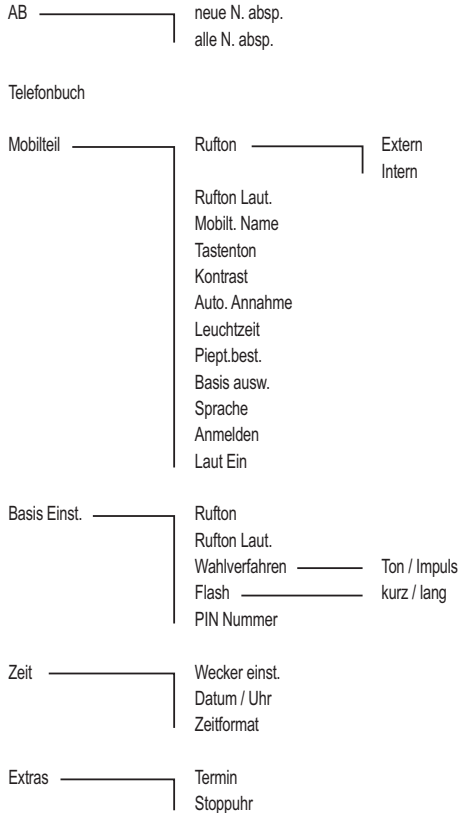 AB neue N. absp.
alle N. absp.
Telefonbuch
Mobilteil Rufton Extern
Intern
Rufton Laut.
Mobilt. Name
Tastenton
Kontrast
Auto. Annahme
Leuchtzeit
Piept.best.
Basis ausw.
Sprache
Anmelden
Laut Ein
Basis Einst. Rufton
Rufton Laut.
Wahlverfahren Ton / Impuls
Flash kurz / lang
PIN Nummer
Zeit Wecker einst.
Datum / Uhr
Zeitformat
Extras Termin
Stoppuhr